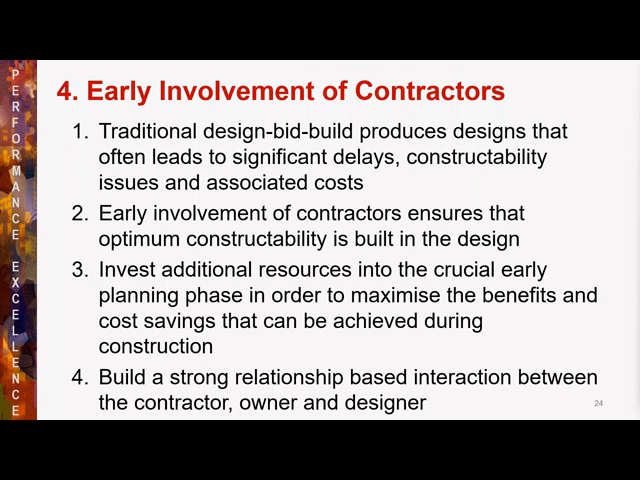 PERFORMANCE EXCELLENCE
4. Early Involvement of Contractors
1. Traditional design-bid-build produces designs that
often leads to significant delays, constructability
issues and associated costs
2. Early involvement of contractors ensures that
optimum constructability is built in the design
3. Invest additional resources into the crucial early
planning phase in order to maximise the benefits and
cost savings that can be achieved during
construction
4. Build a strong relationship based interaction between
the contractor, owner and designer
24